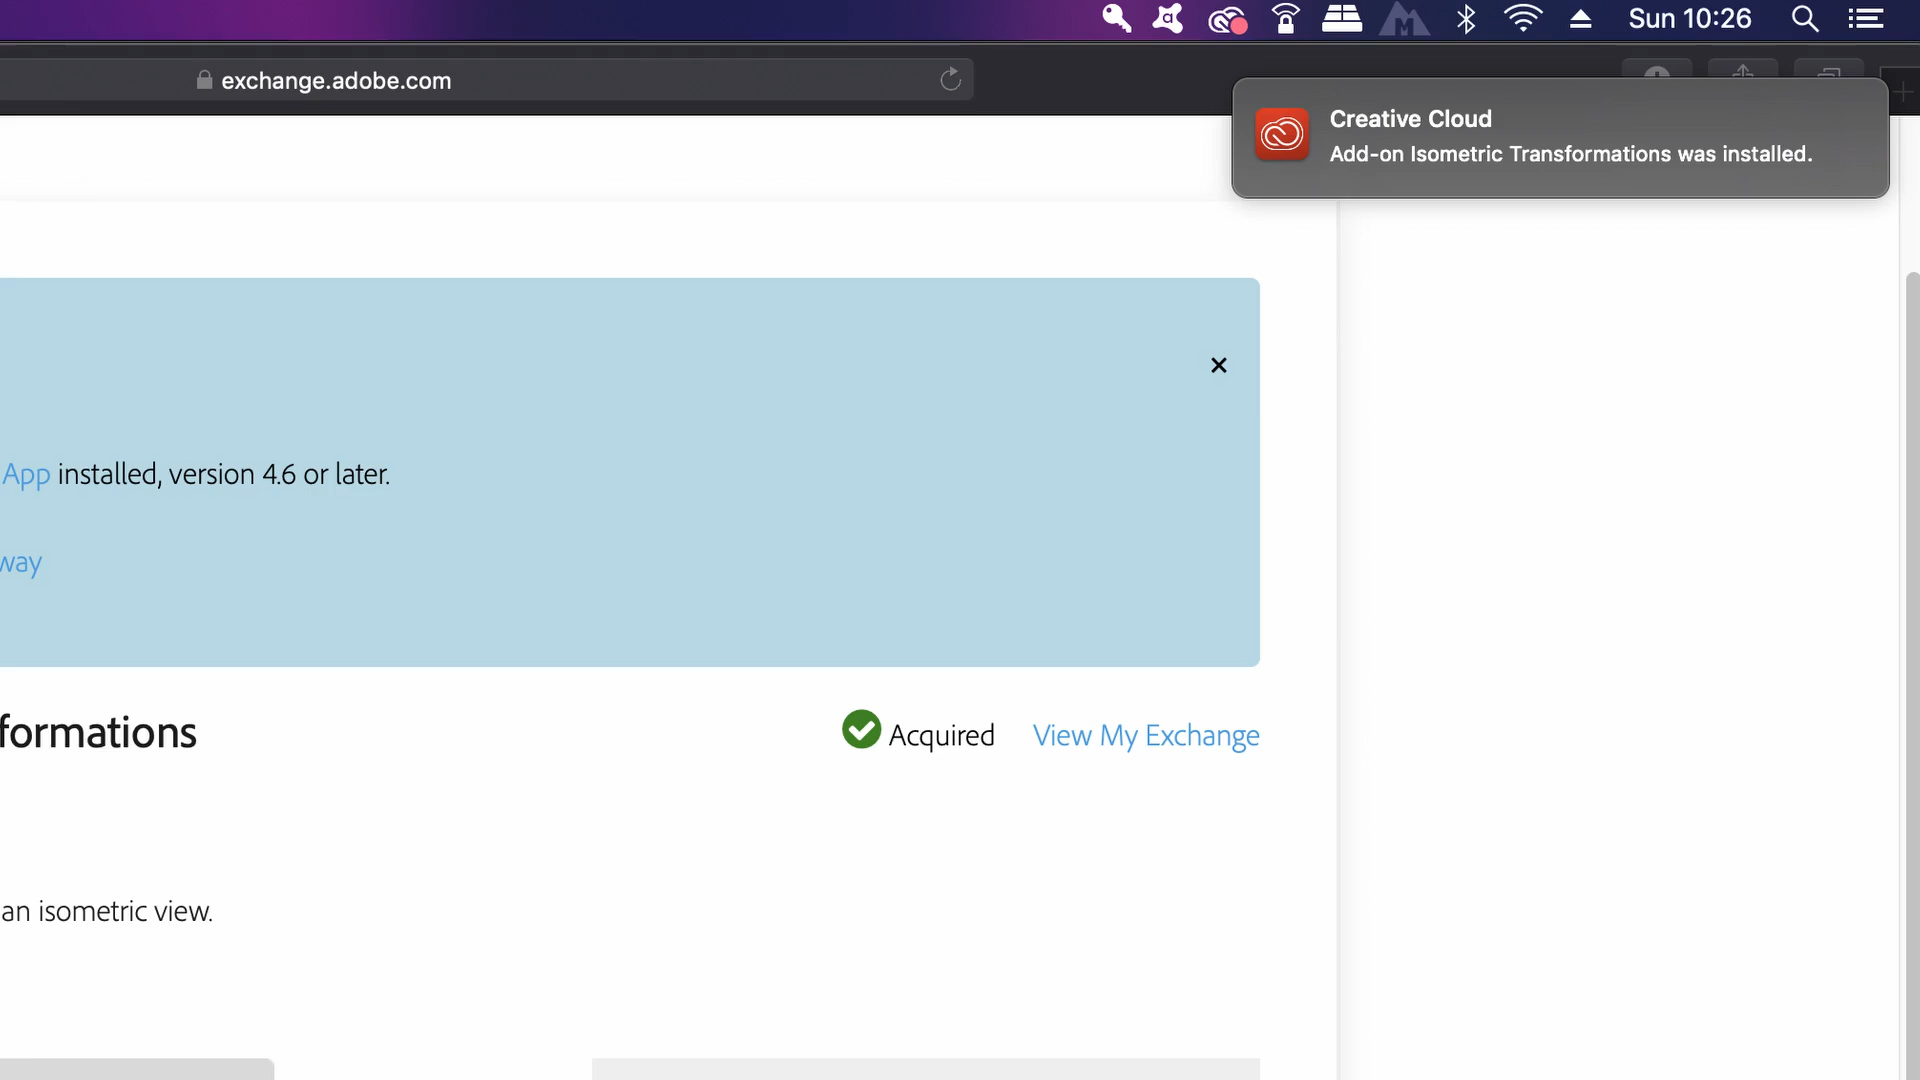 Sun 10:26
exchange.adobe.com
Creative Cloud
Add-on Isometric Transformations was installed.
App installed, version 4.6 or later.
way
formations
Acquired
View My Exchange
an isometric view.